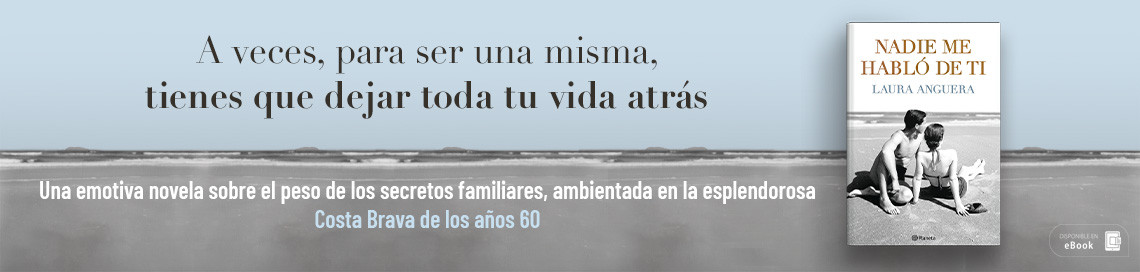 A veces, para ser una misma,
tienes que dejar toda tu vida atrás
Una emotiva novela sobre el peso de los secretos familiares, ambientada en la esplendorosa
Costa Brava de los años 60
NADIE ME
HABLÓ DE TI
LAURA ANGUERA
Planeta
DISPONIBLE EN
eBook